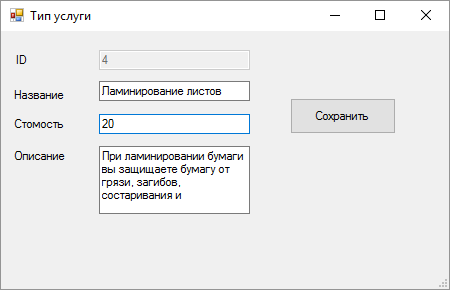 Тип услуги
ID 4
Название Ламинирование листов
Стомость 20
Сохранить
Описание При ламинировании бумаги
вы защищаете бумагу от
грязи, загибов,
состаривания и